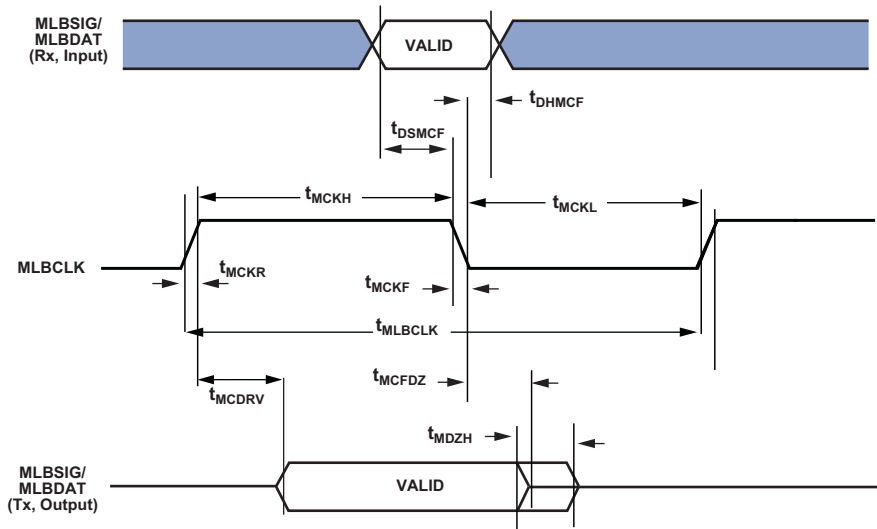 MLBSIG/
MLBDAT
(Rx, Input)
VALID
tDHMCF
tDSMCF
tMCKH
tMCKL
MLBCLK
tMCKR
tMCKF
tMLBCLK
tMCFDZ
tMCDRV
tMDZH
MLBSIG/
MLBDAT
(Tx, Output)
VALID